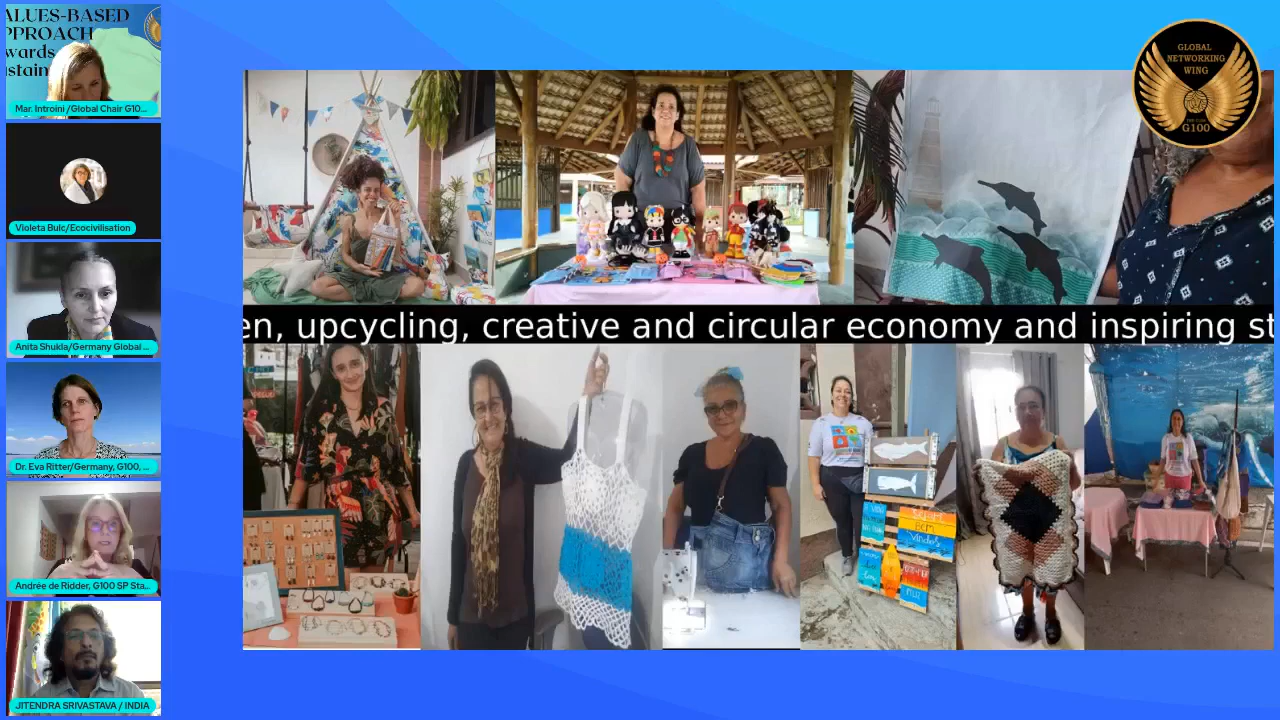 ALUES-BASED
PPROACH
wards
stain
Mar. Introini /Global Chair G10...
Violeta Bulc/Ecocivilisation
Anita Shukla/Germany Global ...
Dr. Eva Ritter/Germany, G100, ...
Andrée de Ridder, G100 SP Sta...
JITENDRA SRIVASTAVA / INDIA
GLOBAL
NETWORKING
WING
G100
en, upcycling, creative and circular economy and inspiring st
BEM
Vindos